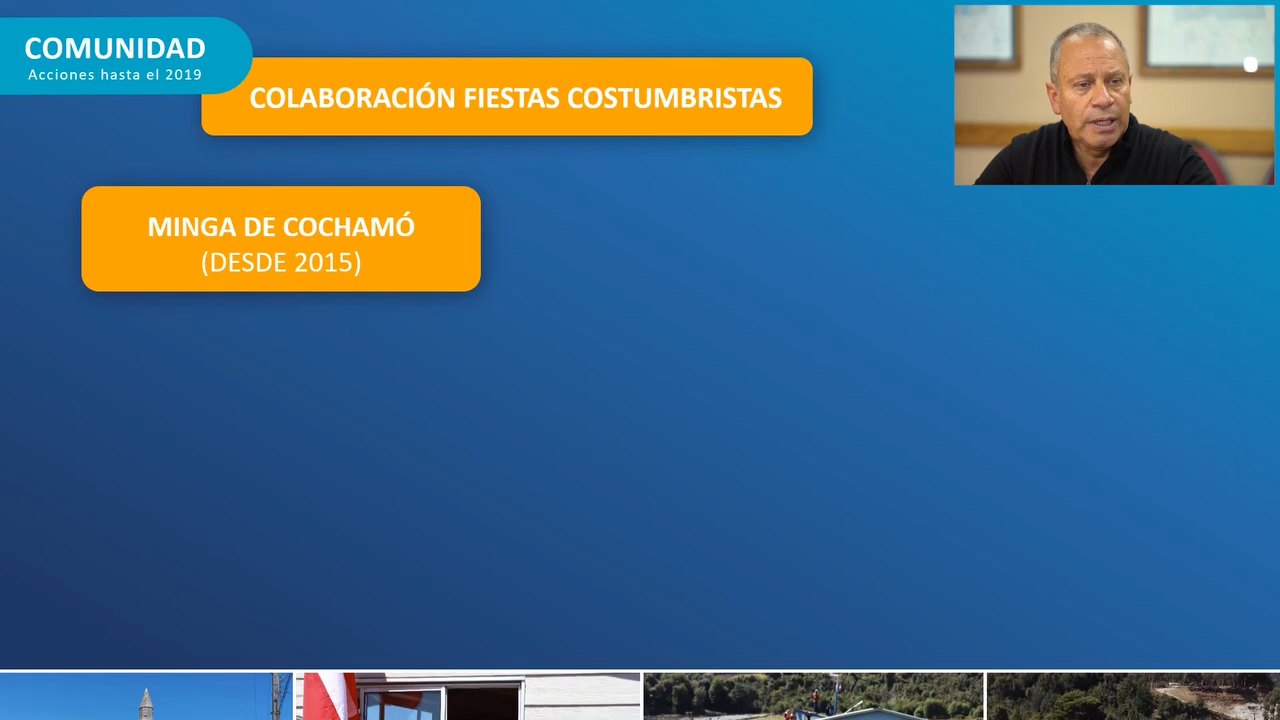 COMUNIDAD
Acciones hasta el 2019
COLABORACIÓN FIESTAS COSTUMBRISTAS
MINGA DE COCHAMÓ
(DESDE 2015)